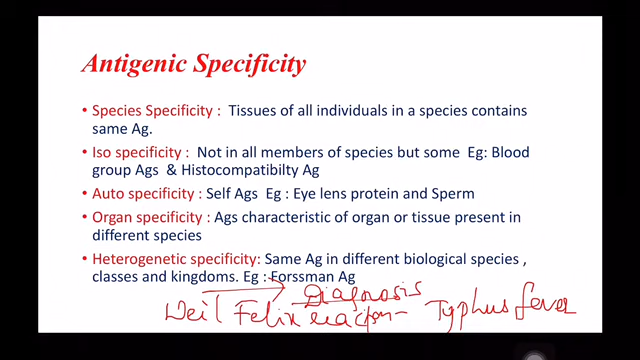 Antigenic Specificity
• Species Specificity : Tissues of all individuals in a species contains
same Ag.
• Iso specificity : Not in all members of species but some Eg: Blood
group Ags & Histocompatibilty Ag
• Auto specificity : Self Ags Eg : Eye lens protein and Sperm
• Organ specificity : Ags characteristic of organ or tissue present in
different species
• Heterogenetic specificity: Same Ag in different biological species ,
classes and kingdoms. Eg : Forssman Ag
Diagnosis
Weil Felix reaction - Typhus fever